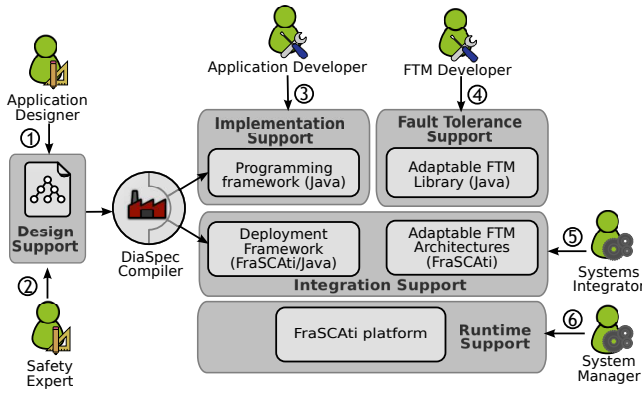 Application Developer
FTM Developer
Application
Designer
①
③
④
Implementation
Support
Programming
framework (Java)
Fault Tolerance
Support
Adaptable FTM
Library (Java)
Design
Support
DiaSpec
Compiler
Deployment
Framework
(FraSCAti/Java)
Adaptable FTM
Architectures
(FraSCAti)
Integration Support
⑤
Systems
Integrator
②
Safety
Expert
FraSCAti platform
Runtime
Support
⑥
System
Manager